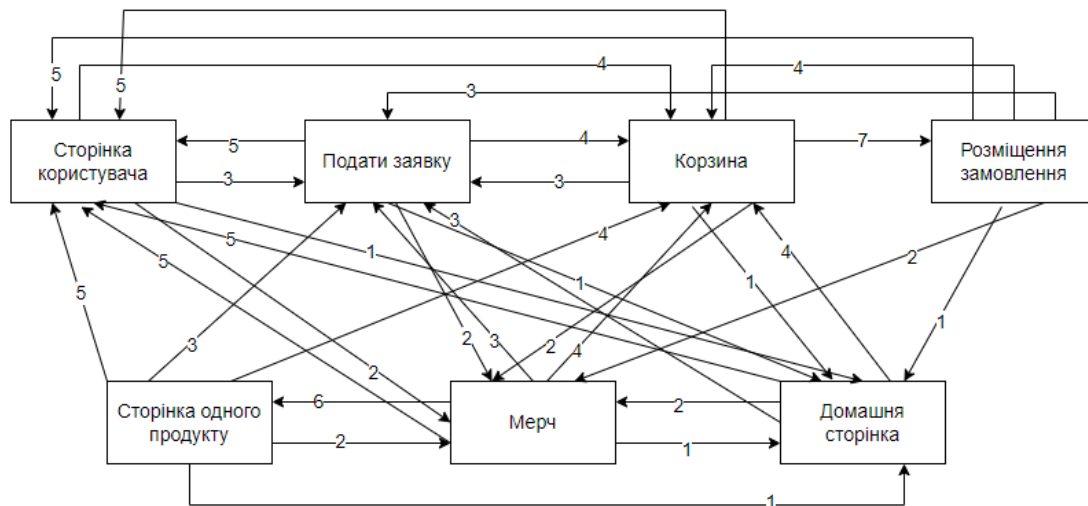 3
5
4
4
5
Сторінка
користувача
5
3
Подати заявку
4
3
Корзина
7
Розміщення
замовлення
3
5
1
4
5
5
1
1
4
2
3
2
3
2
4
1
2
Сторінка одного
продукту
6
2
Мерч
2
1
Домашня
сторінка
1